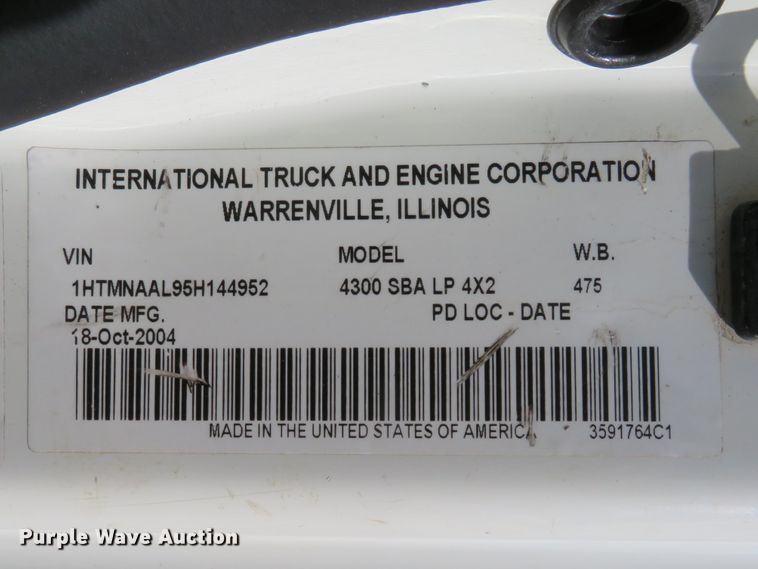 INTERNATIONAL TRUCK AND ENGINE CORPORATION
WARRENVILLE, ILLINOIS
VIN MODEL W.B.
1HTMNAAL95H144952 4300 SBA LP 4X2 475
DATE MFG. PD LOC - DATE
18-Oct-2004
MADE IN THE UNITED STATES OF AMERICA 3591764C1
Purple Wave Auction